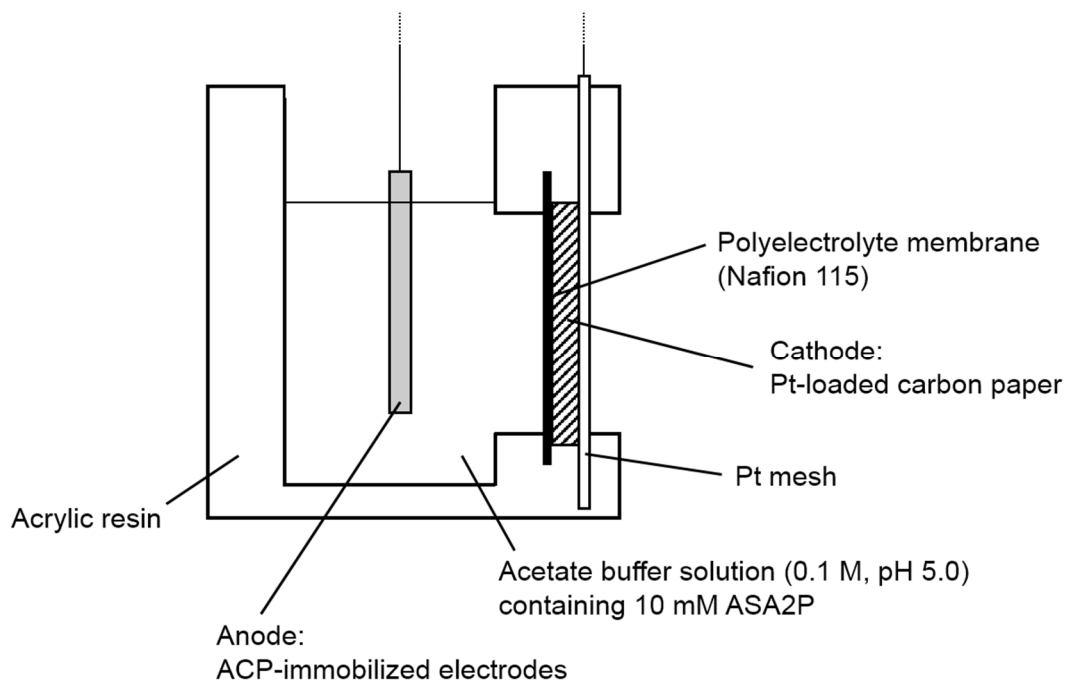 Polyelectrolyte membrane
(Nafion 115)
Cathode:
Pt-loaded carbon paper
Pt mesh
Acrylic resin
Acetate buffer solution (0.1 M, pH 5.0)
containing 10 mM ASA2P
Anode:
ACP-immobilized electrodes